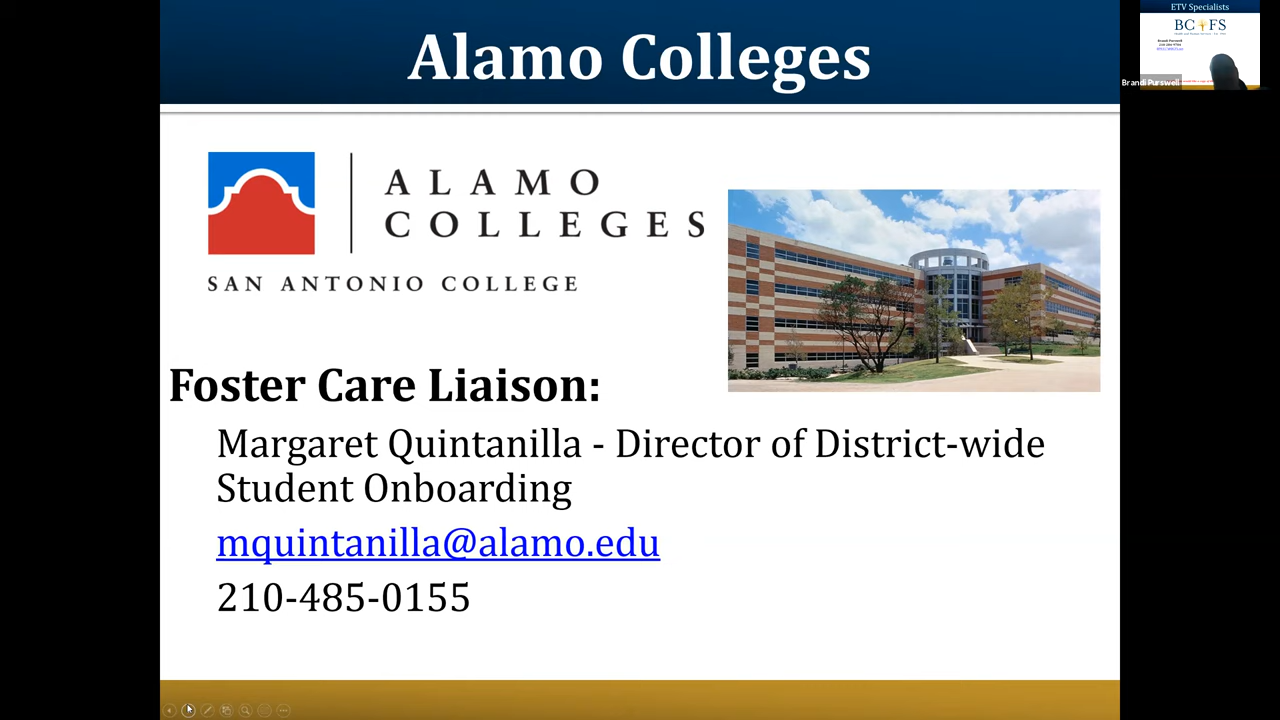 Alamo Colleges
ETV Specialists
BCFS
Brandi Purswell
ALAMO
COLLEGES
SAN ANTONIO COLLEGE
Foster Care Liaison:
Margaret Quintanilla - Director of District-wide
Student Onboarding
mquintanilla@alamo.edu
210-485-0155